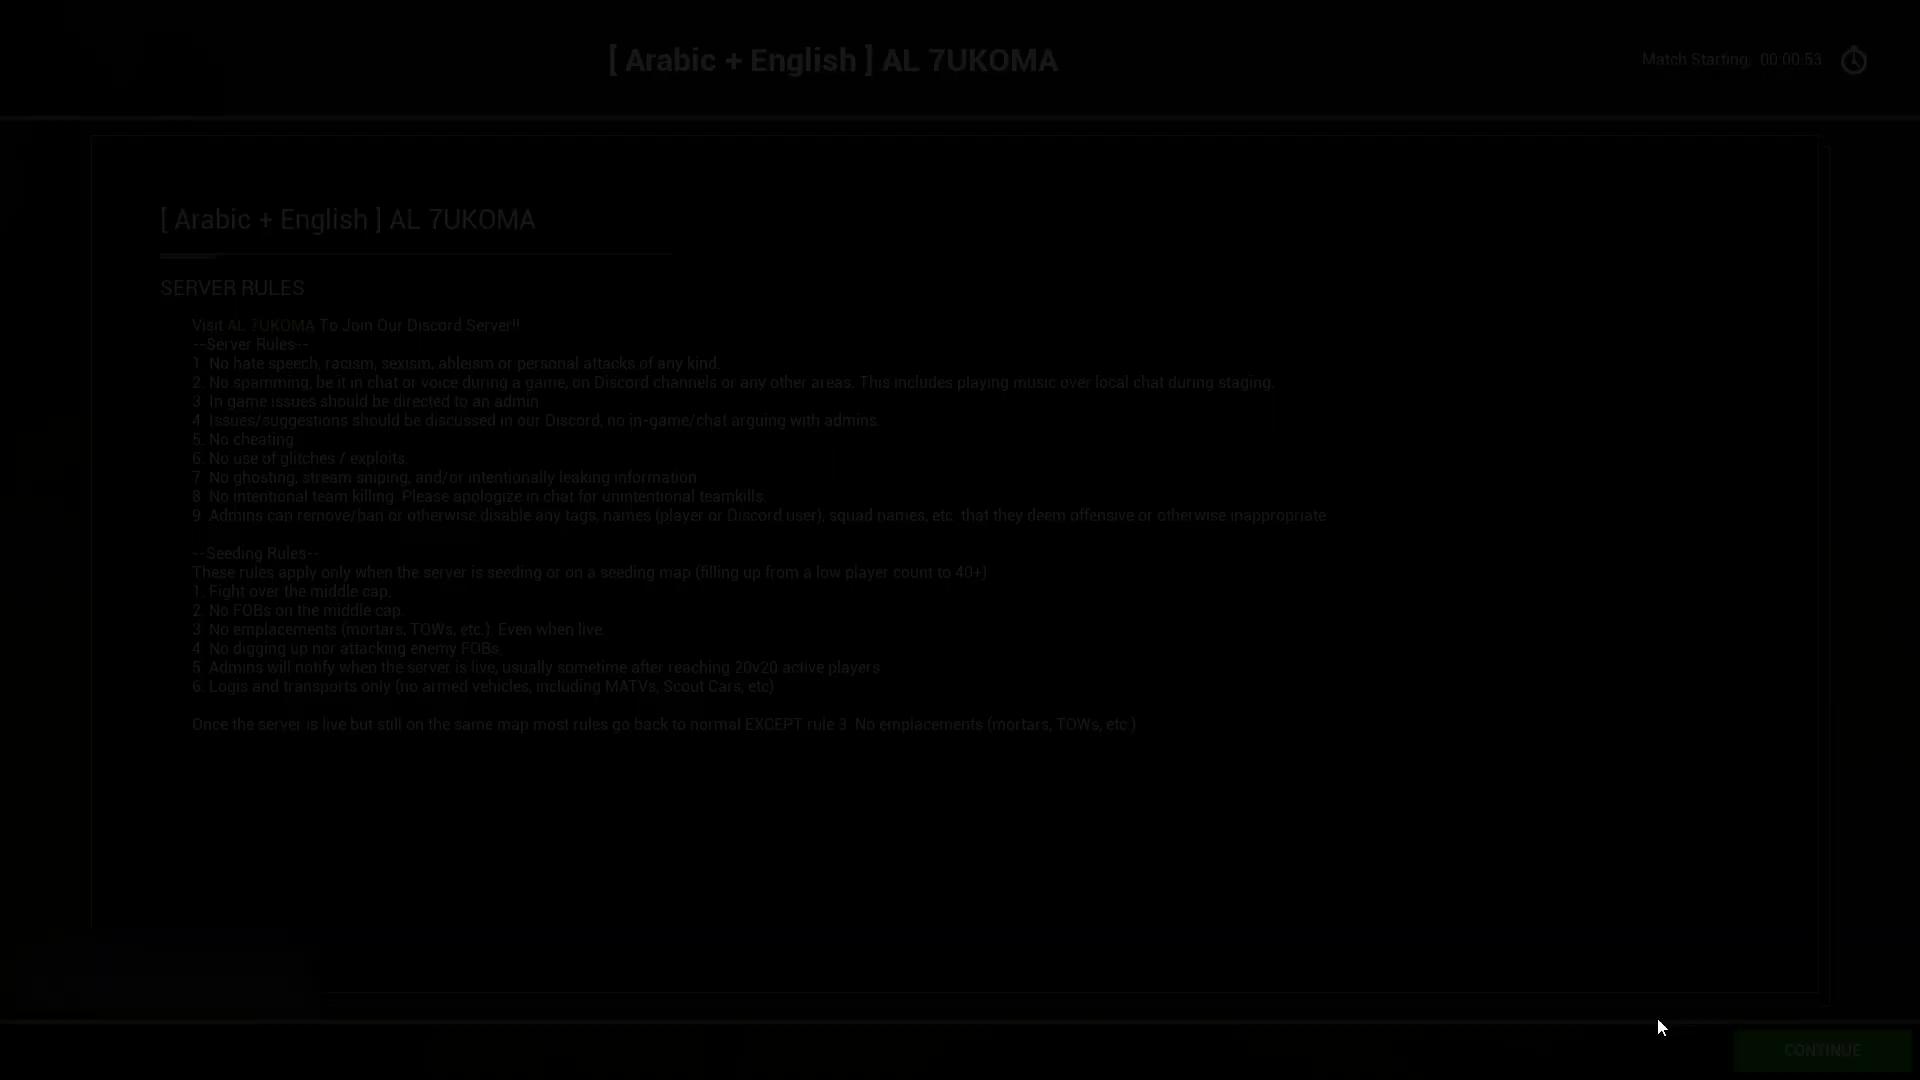 [ Arabic + English ] AL 7UKOMA
Match Starting: 00:00:53
[ Arabic + English ] AL 7UKOMA
SERVER RULES
Visit AL 7UKOMA To Join Our Discord Server!!
--Server Rules--
1. No hate speech, racism, sexism, ableism or personal attacks of any kind.
2. No spamming, be it in chat or voice during a game, on Discord channels or any other areas. This includes playing music over local chat during staging.
3. In game issues should be directed to an admin.
4. Issues/suggestions should be discussed in our Discord, no in-game/chat arguing with admins.
5. No cheating.
6. No use of glitches / exploits.
7. No ghosting, stream sniping, and/or intentionally leaking information.
8. No intentional team killing. Please apologize in chat for unintentional teamkills.
9. Admins can remove/ban or otherwise disable any tags, names (player or Discord user), squad names, etc. that they deem offensive or otherwise inappropriate.
--Seeding Rules--
These rules apply only when the server is seeding or on a seeding map (filling up from a low player count to 40+)
1. Fight over the middle cap.
2. No FOBs on the middle cap.
3. No emplacements (mortars, TOWs, etc.). Even when live.
4. No digging up nor attacking enemy FOBs.
5. Admins will notify when the server is live, usually sometime after reaching 20v20 active players.
6. Logis and transports only (no armed vehicles, including MATVs, Scout Cars, etc)
Once the server is live but still on the same map most rules go back to normal EXCEPT rule 3. No emplacements (mortars, TOWs, etc.)
CONTINUE